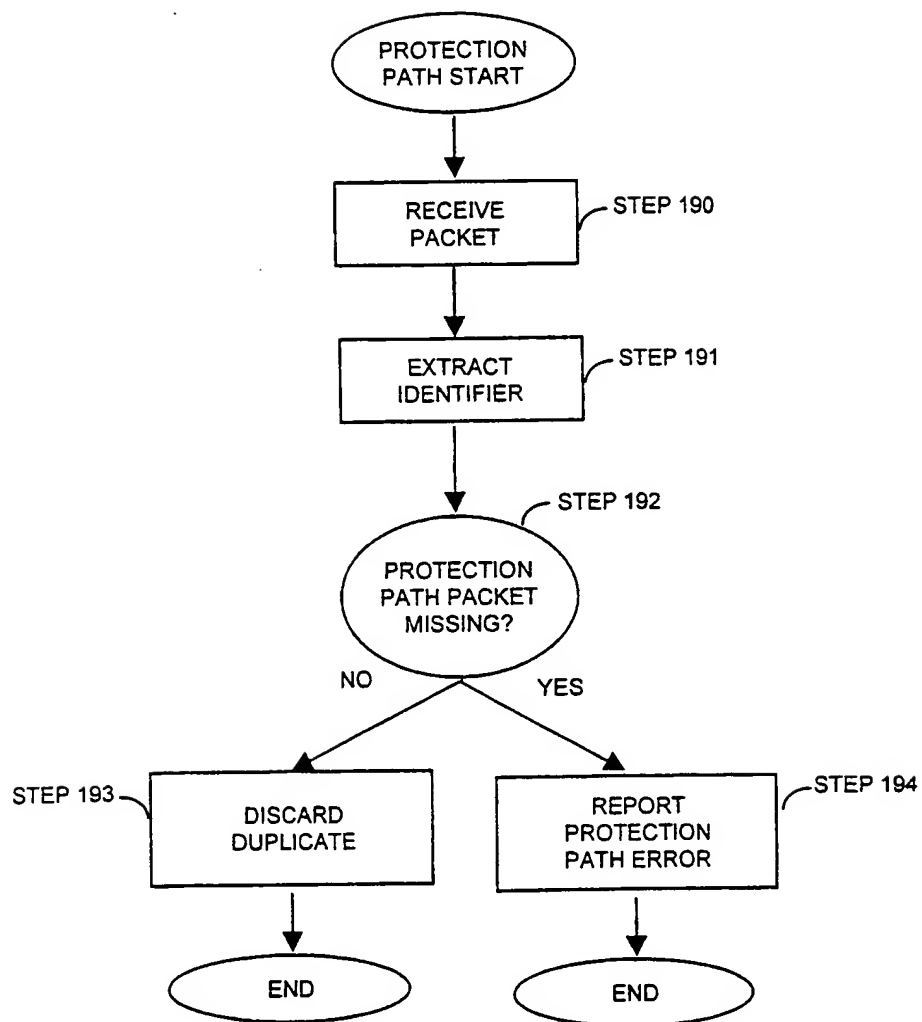 PROTECTION
PATH START
RECEIVE
PACKET
STEP 190
EXTRACT
IDENTIFIER
STEP 191
STEP 192
PROTECTION
PATH PACKET
MISSING?
NO
YES
STEP 193
DISCARD
DUPLICATE
REPORT
PROTECTION
PATH ERROR
STEP 194
END
END